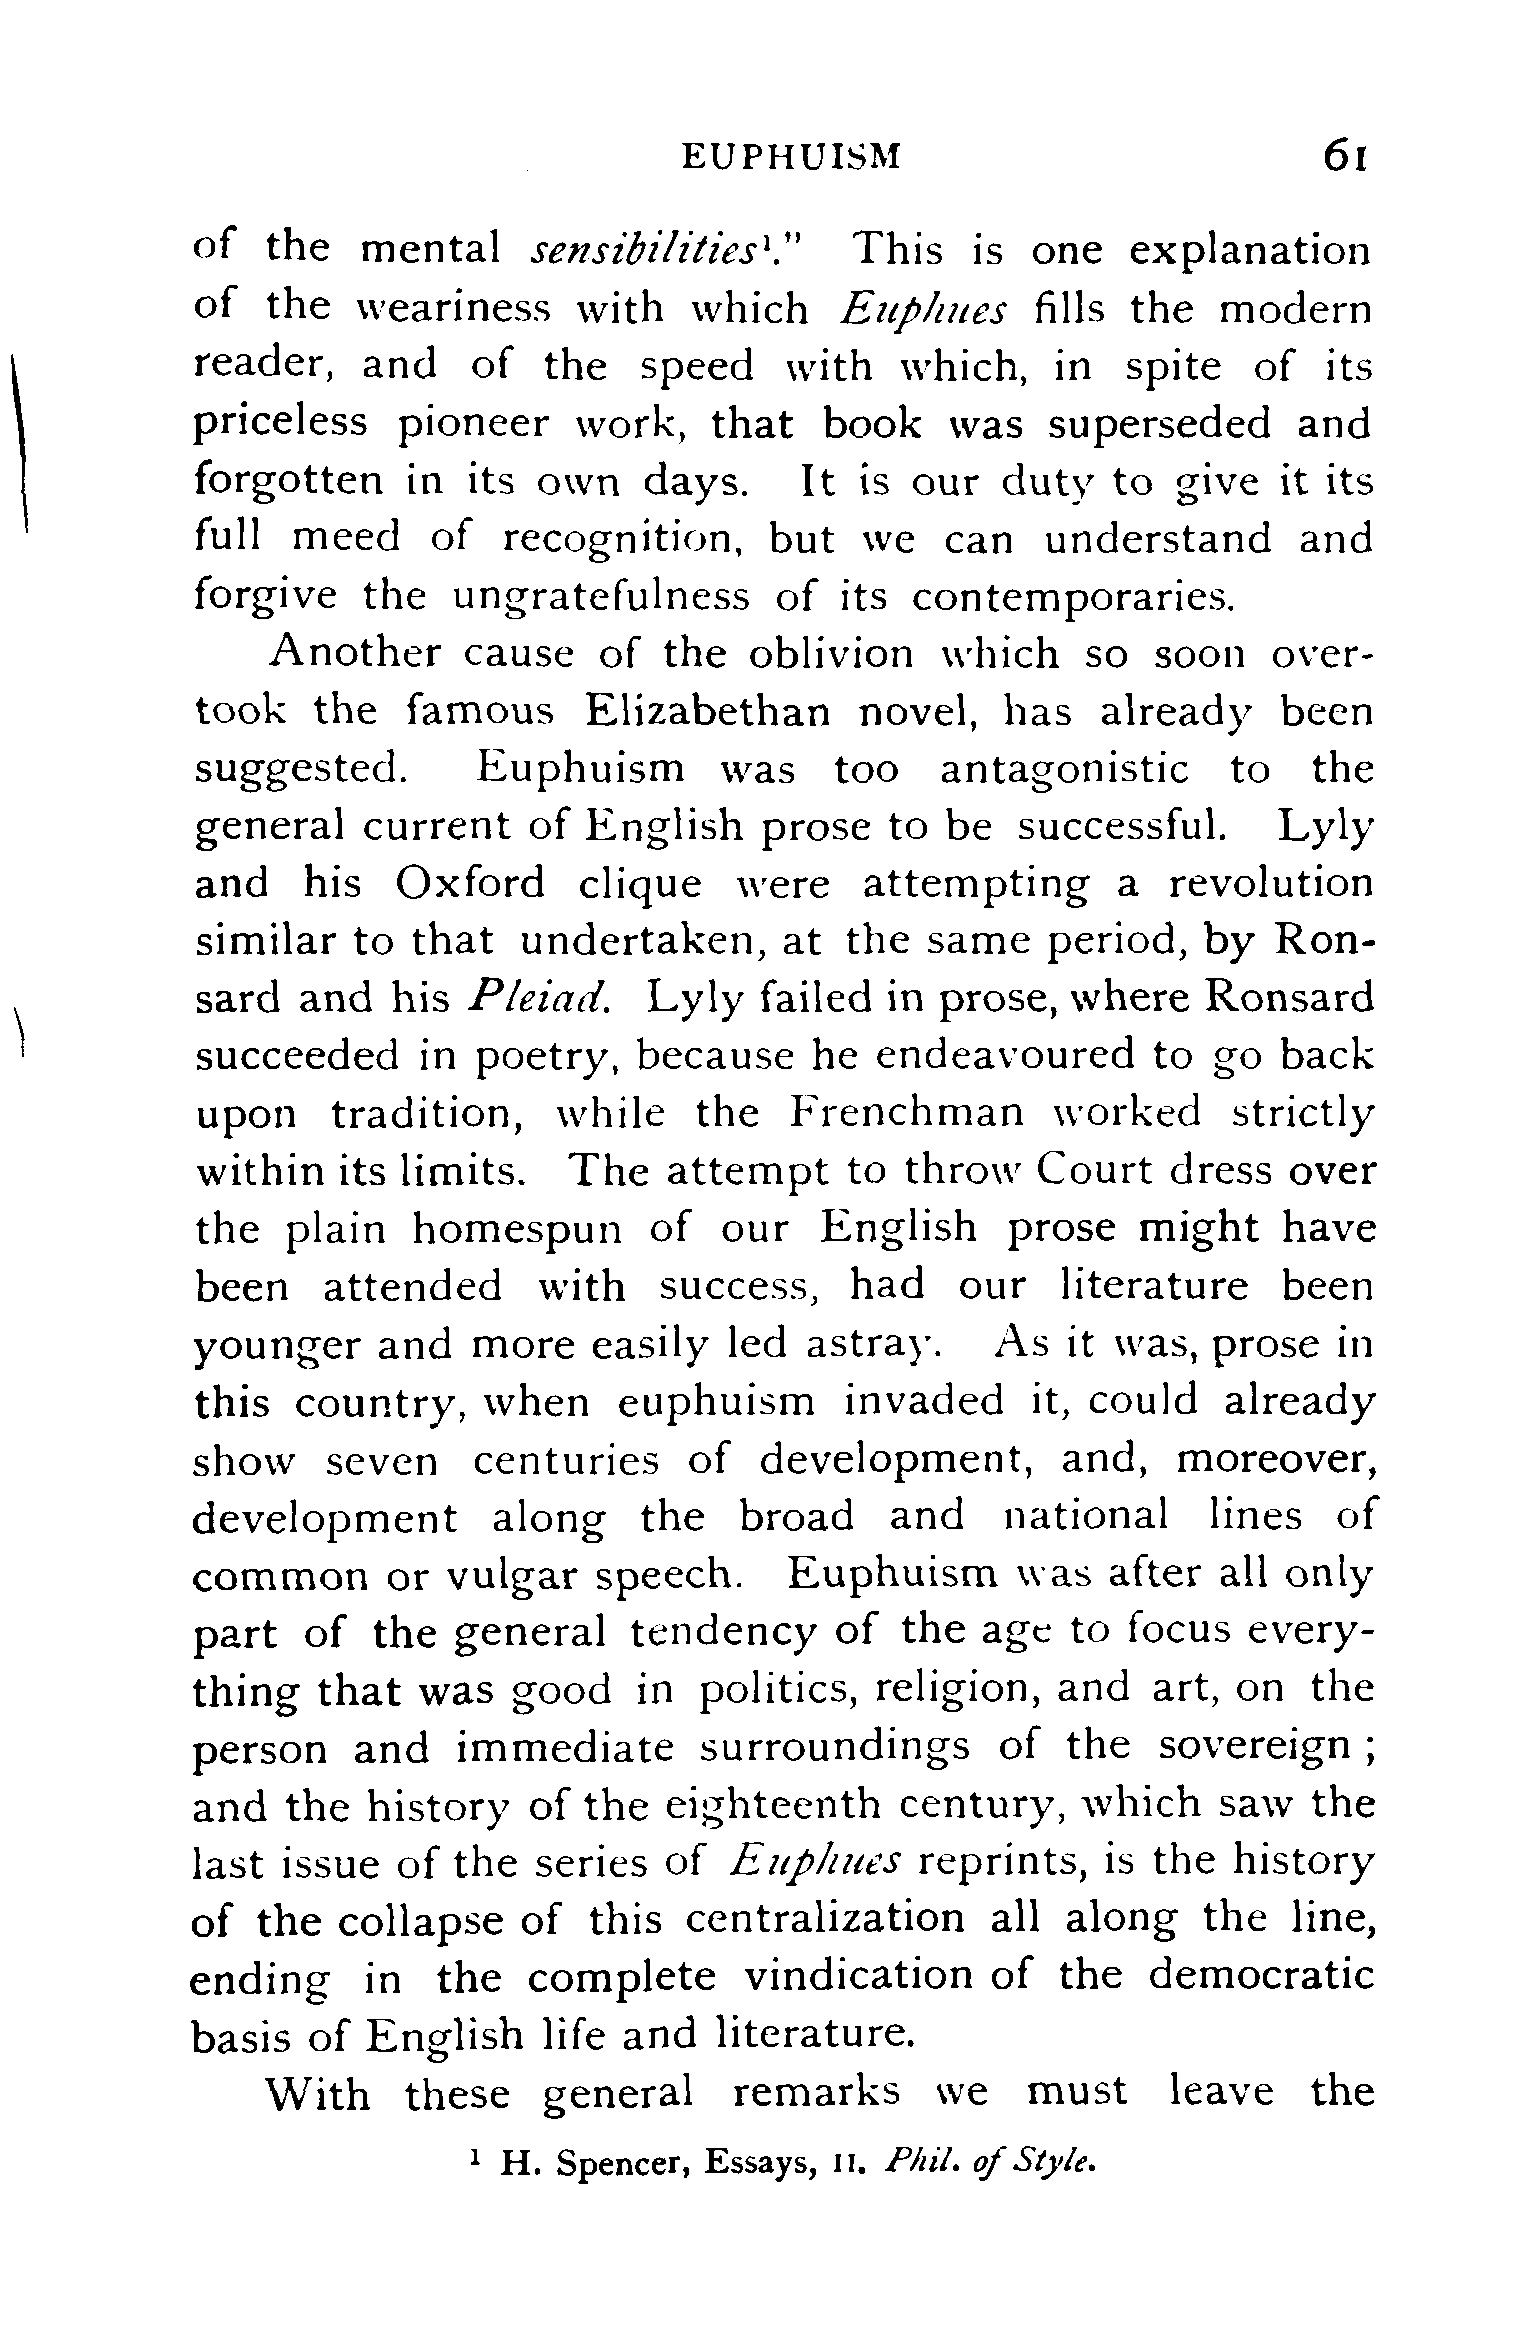 EUPHUISM 61
of the mental sensibilities¹." This is one explanation
of the weariness with which Euphues fills the modern
reader, and of the speed with which, in spite of its
priceless pioneer work, that book was superseded and
forgotten in its own days. It is our duty to give it its
full meed of recognition, but we can understand and
forgive the ungratefulness of its contemporaries.
Another cause of the oblivion which so soon over-
took the famous Elizabethan novel, has already been
suggested. Euphuism was too antagonistic to the
general current of English prose to be successful. Lyly
and his Oxford clique were attempting a revolution
similar to that undertaken, at the same period, by Ron-
sard and his Pleiad. Lyly failed in prose, where Ronsard
succeeded in poetry, because he endeavoured to go back
upon tradition, while the Frenchman worked strictly
within its limits. The attempt to throw Court dress over
the plain homespun of our English prose might have
been attended with success, had our literature been
younger and more easily led astray. As it was, prose in
this country, when euphuism invaded it, could already
show seven centuries of development, and, moreover,
development along the broad and national lines of
common or vulgar speech. Euphuism was after all only
part of the general tendency of the age to focus every-
thing that was good in politics, religion, and art, on the
person and immediate surroundings of the sovereign ;
and the history of the eighteenth century, which saw the
last issue of the series of Euphues reprints, is the history
of the collapse of this centralization all along the line,
ending in the complete vindication of the democratic
basis of English life and literature.
With these general remarks we must leave the
¹ H. Spencer, Essays, II. Phil. of Style.